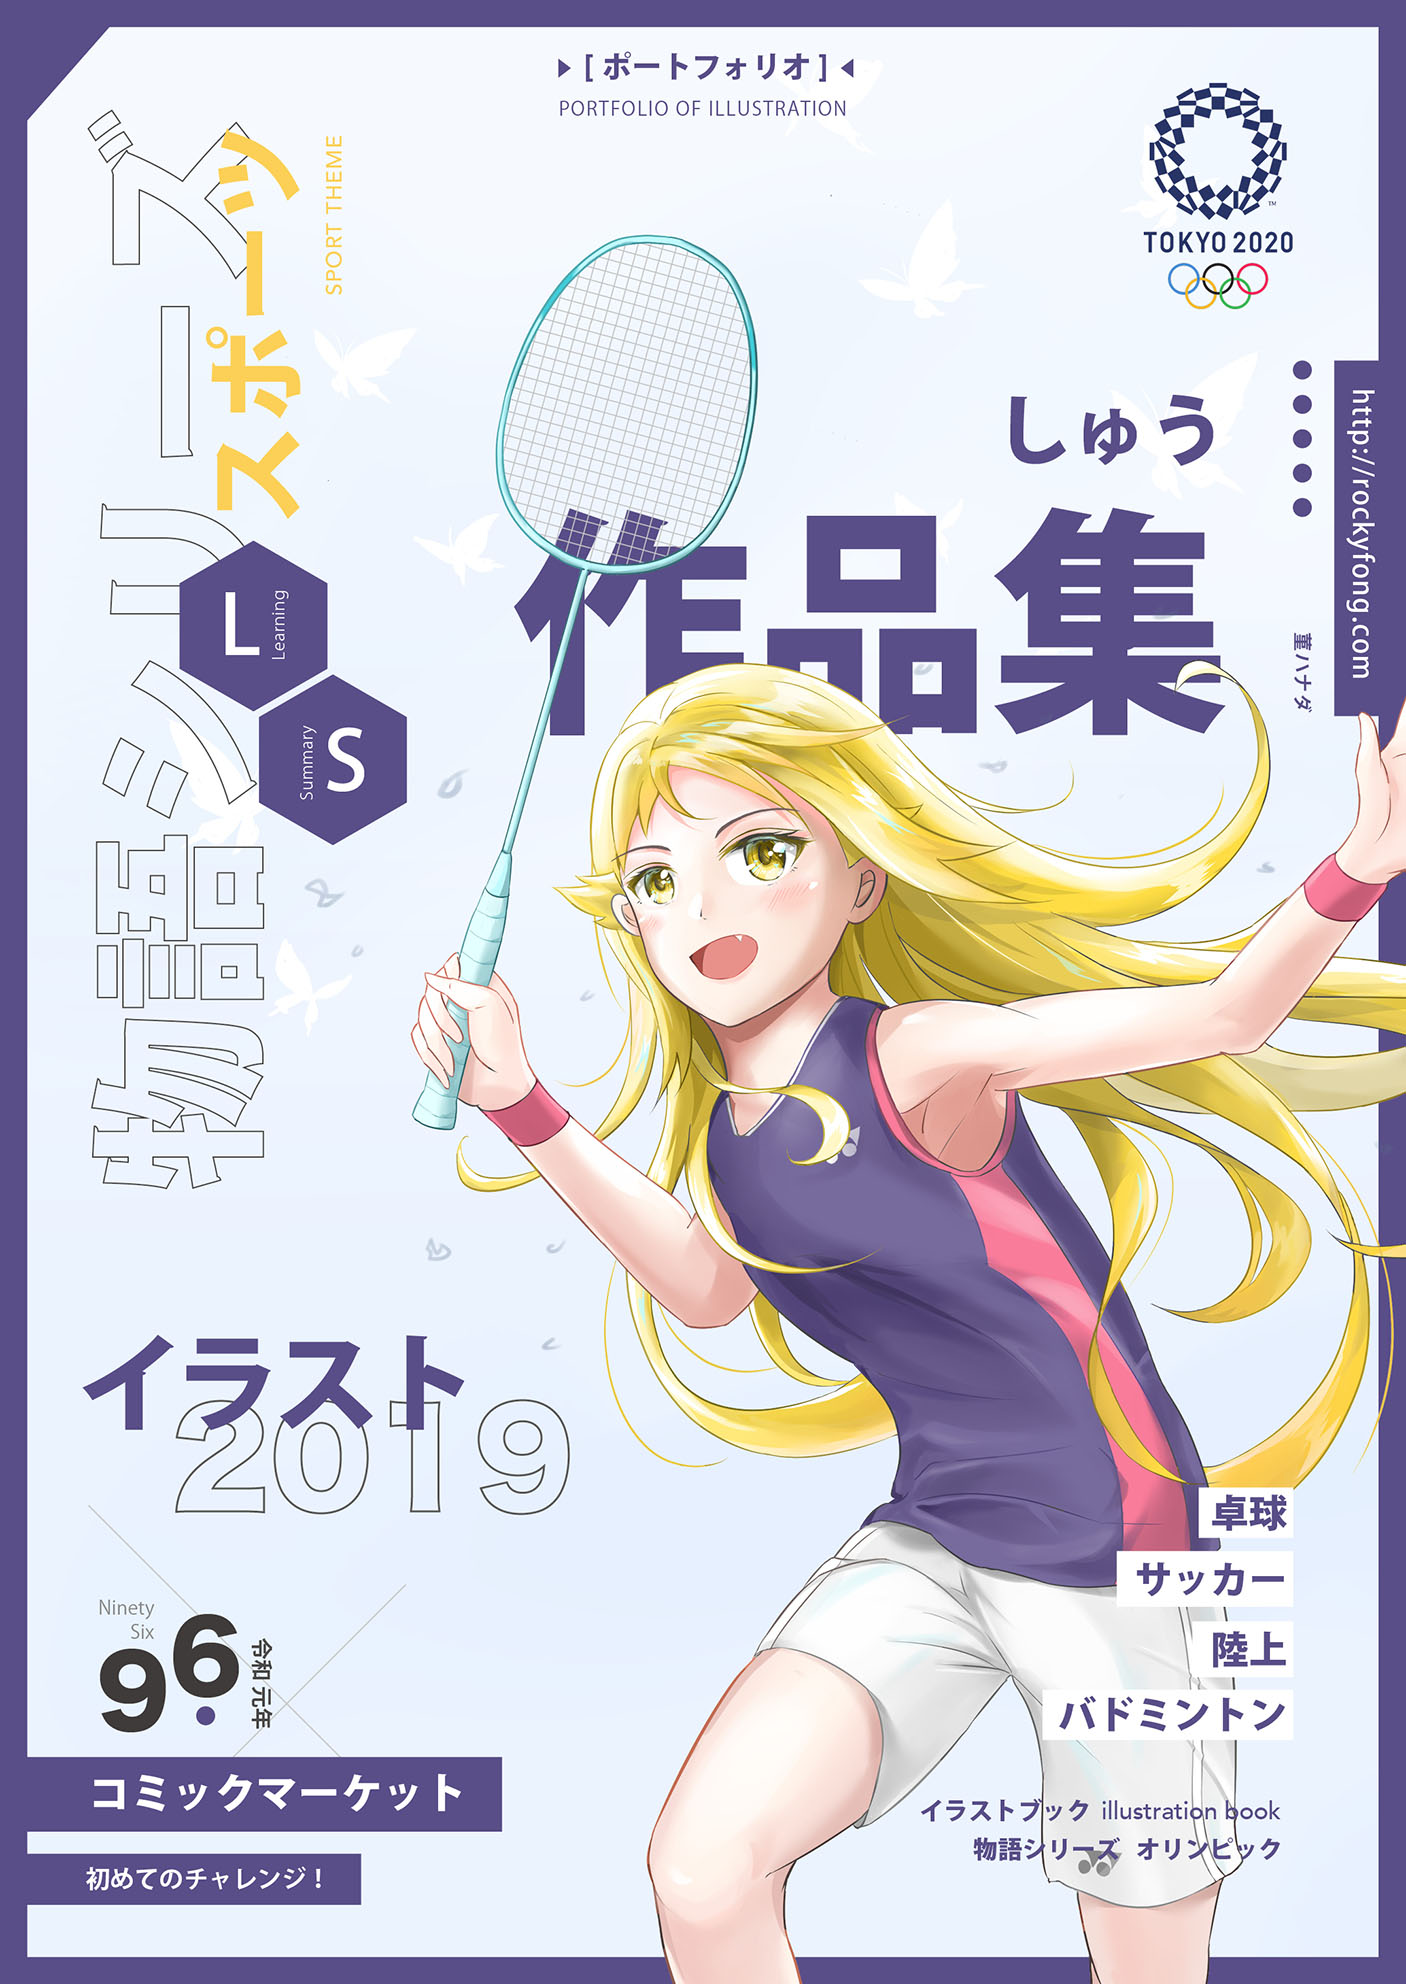 [ポートフォリオ]
PORTFOLIO OF ILLUSTRATION
TOKYO 2020
物語シリーズ
スポーツ
SPORT THEME
しゅう
作品集
http://rockyfong.com
菫ハナダ
L
Learning
S
Summary
イラスト
2019
Ninety
Six
96
令和 元年
コミックマーケット
初めてのチャレンジ！
卓球
サッカー
陸上
バドミントン
イラストブック illustration book
物語シリーズ オリンピック